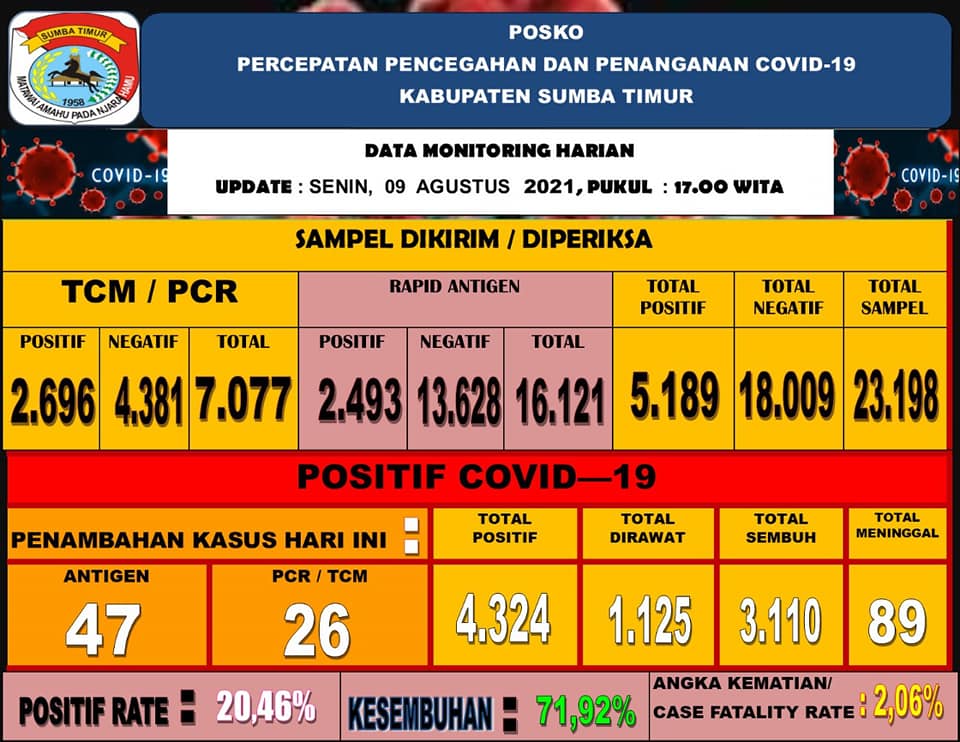 SUMBA TIMUR
1958
MATAWAI AMAHU PADA NJARA HAMU
POSKO
PERCEPATAN PENCEGAHAN DAN PENANGANAN COVID-19
KABUPATEN SUMBA TIMUR
COVID-19
DATA MONITORING HARIAN
UPDATE : SENIN, 09 AGUSTUS 2021, PUKUL : 17.00 WITA
COVID-19
SAMPEL DIKIRIM / DIPERIKSA
TCM / PCR
RAPID ANTIGEN
TOTAL
POSITIF
TOTAL
NEGATIF
TOTAL
SAMPEL
POSITIF NEGATIF TOTAL POSITIF NEGATIF TOTAL
2.696 4.381 7.077 2.493 13.628 16.121 5.189 18.009 23.198
POSITIF COVID—19
PENAMBAHAN KASUS HARI INI
TOTAL
POSITIF
TOTAL
DIRAWAT
TOTAL
SEMBUH
TOTAL
MENINGGAL
ANTIGEN
47
PCR / TCM
26
4.324 1.125 3.110 89
POSITIF RATE : 20,46%
KESEMBUHAN : 71,92%
ANGKA KEMATIAN/
CASE FATALITY RATE : 2,06%